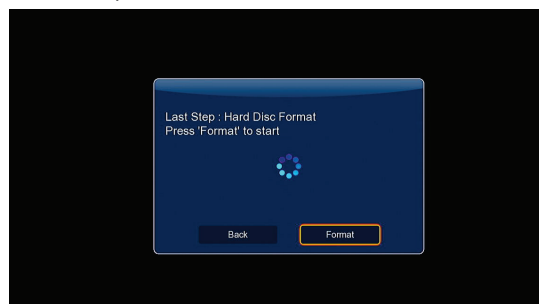 Last Step : Hard Disc Format
Press 'Format' to start
Back
Format